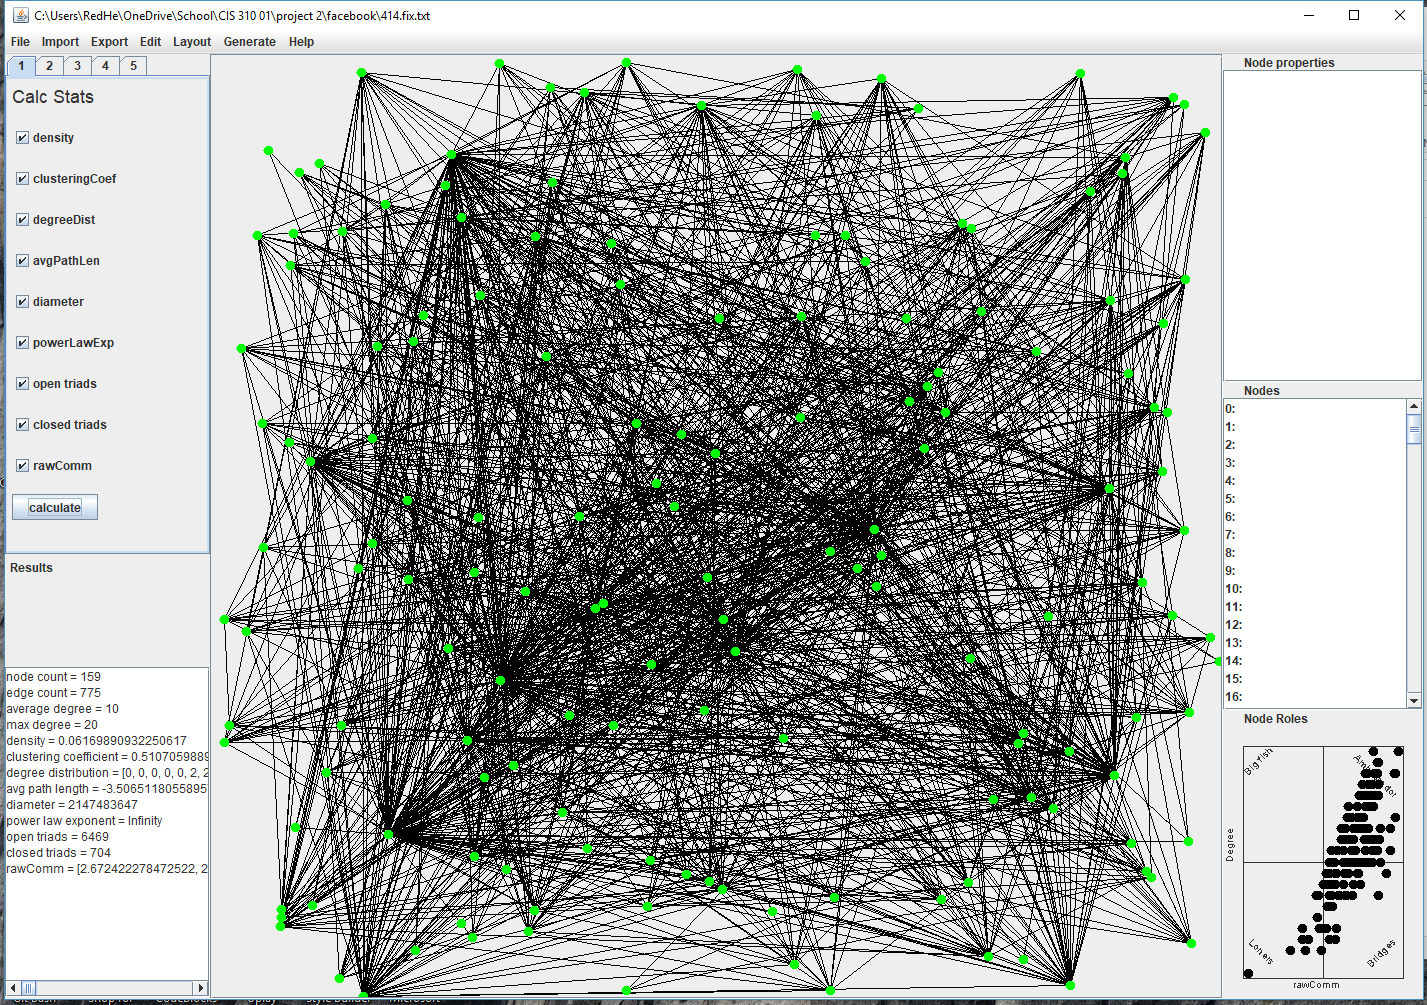 C:\Users\RedHe\OneDrive\School\CIS 310 01\project 2\facebook\414.fix.txt
File Import Export Edit Layout Generate Help
1 2 3 4 5
Calc Stats
density
clusteringCoef
degreeDist
avgPathLen
diameter
powerLawExp
open triads
closed triads
rawComm
calculate
Results
node count = 159
edge count = 775
average degree = 10
max degree = 20
density = 0.06169890932250617
clustering coefficient = 0.5107059889
degree distribution = [0, 0, 0, 0, 0, 2, 2
avg path length = -3.5065118055895
diameter = 2147483647
power law exponent = Infinity
open triads = 6469
closed triads = 704
rawComm = [2.672422278472522, 2
Node properties
Nodes
0:
1:
2:
3:
4:
5:
6:
7:
8:
9:
10:
11:
12:
13:
14:
15:
16:
Node Roles
Big fish
Degree
Loners
Bridges
rawComm